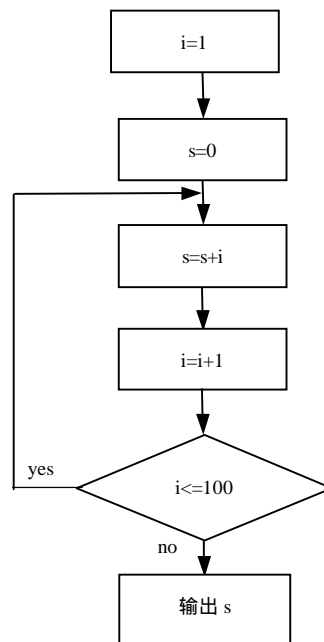 i=1
s=0
s=s+i
i=i+1
i<=100
yes
no
输出 s